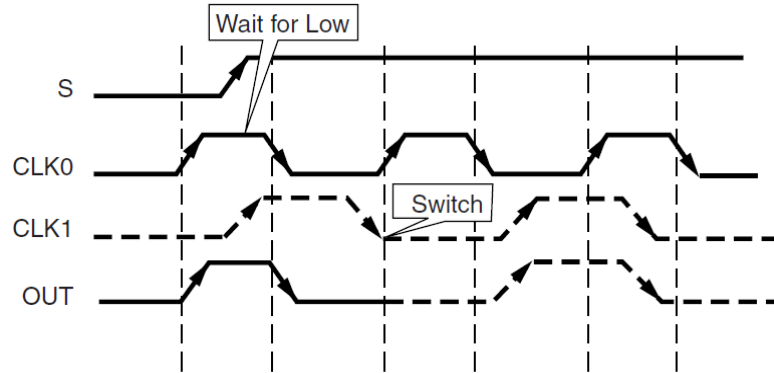 Wait for Low
S
CLK0
CLK1
Switch
OUT